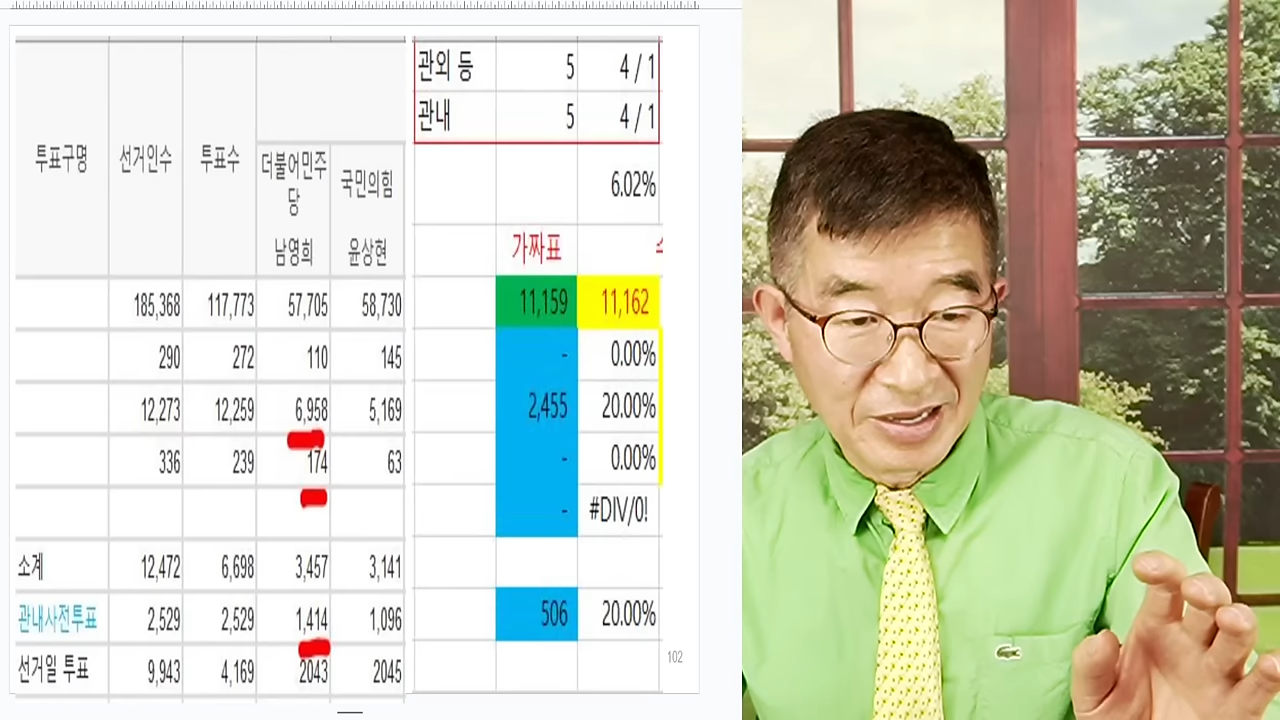 투표구명 선거인수 투표수 더불어민주당 남영희 국민의힘 윤상현
185,368 117,773 57,705 58,730
290 272 110 145
12,273 12,259 6,958 5,169
336 239 174 63
소계 12,472 6,698 3,457 3,141
관내사전투표 2,529 2,529 1,414 1,096
선거일 투표 9,943 4,169 2043 2045
관외 등 5 4 / 1
관내 5 4 / 1
6.02%
가짜표
11,159 11,162
- 0.00%
2,455 20.00%
- 0.00%
- #DIV/0!
506 20.00%
102